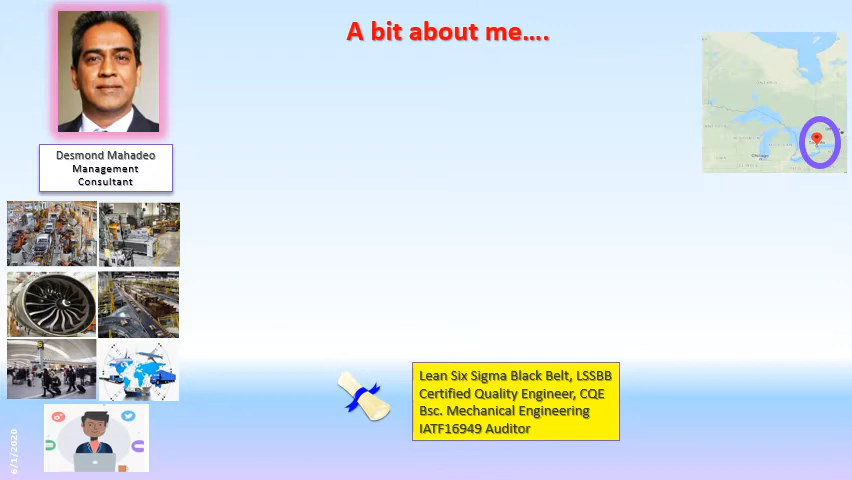 A bit about me....
Desmond Mahadeo
Management
Consultant
Chicago
Lean Six Sigma Black Belt, LSSBB
Certified Quality Engineer, CQE
Bsc. Mechanical Engineering
IATF16949 Auditor
6/1/2020